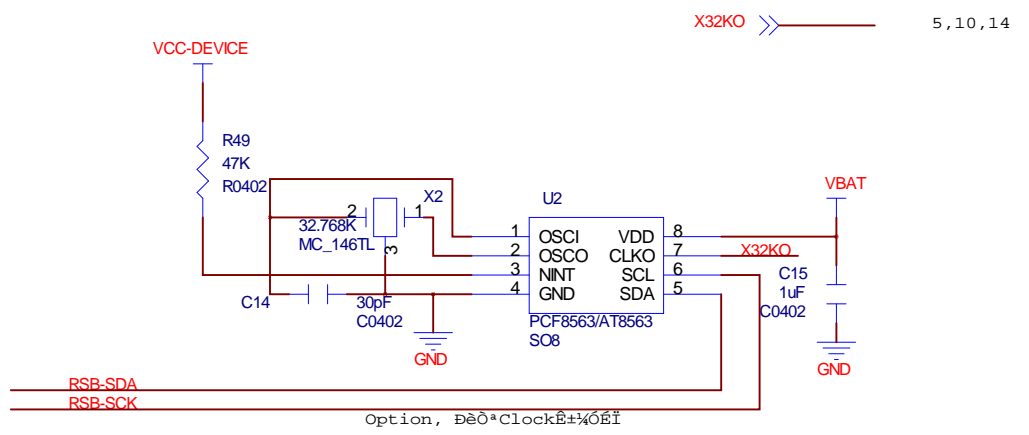 X32KO 5,10,14
VCC-DEVICE
R49
47K
R0402
X2
2 1
32.768K
MC_146TL
3
U2
VBAT
1 OSCI VDD 8
2 OSCO CLKO 7 X32KO
3 NINT SCL 6
4 GND SDA 5
C14
30pF
C0402
C15
1uF
C0402
PCF8563/AT8563
SO8
GND
GND
RSB-SDA
RSB-SCK
Option, ÐèÒªClockÊ±¼ÓÉÏ